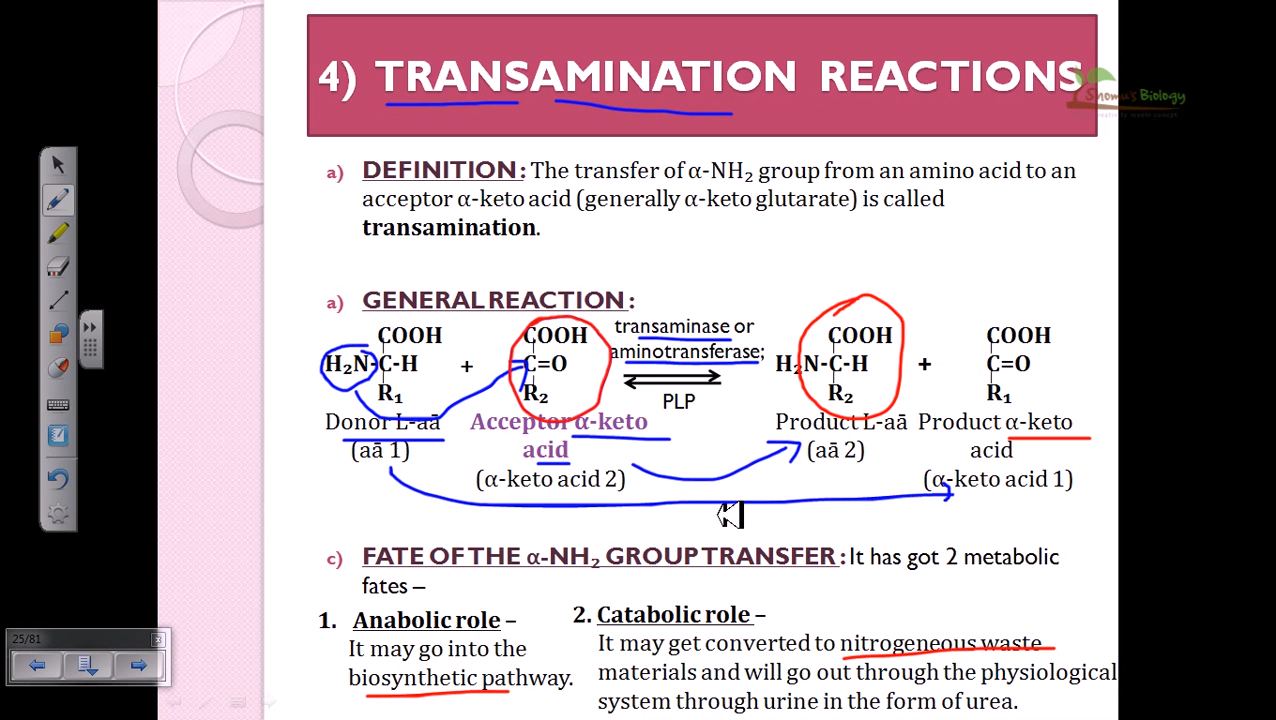 4) TRANSAMINATION REACTIONS
Shomu's Biology
a) DEFINITION: The transfer of α-NH₂ group from an amino acid to an
acceptor α-keto acid (generally α-keto glutarate) is called
transamination.
a) GENERAL REACTION:
COOH COOH transaminase or COOH COOH
H₂N-C-H + C=O aminotransferase; H₂N-C-H + C=O
R₁ R₂ PLP R₂ R₁
Donor L-aā Acceptor α-keto Product L-aā Product α-keto
(aā 1) acid (aā 2) acid
(α-keto acid 2) (α-keto acid 1)
c) FATE OF THE α-NH₂ GROUP TRANSFER: It has got 2 metabolic
fates –
1. Anabolic role –
It may go into the
biosynthetic pathway.
2. Catabolic role –
It may get converted to nitrogeneous waste
materials and will go out through the physiological
system through urine in the form of urea.
25/81